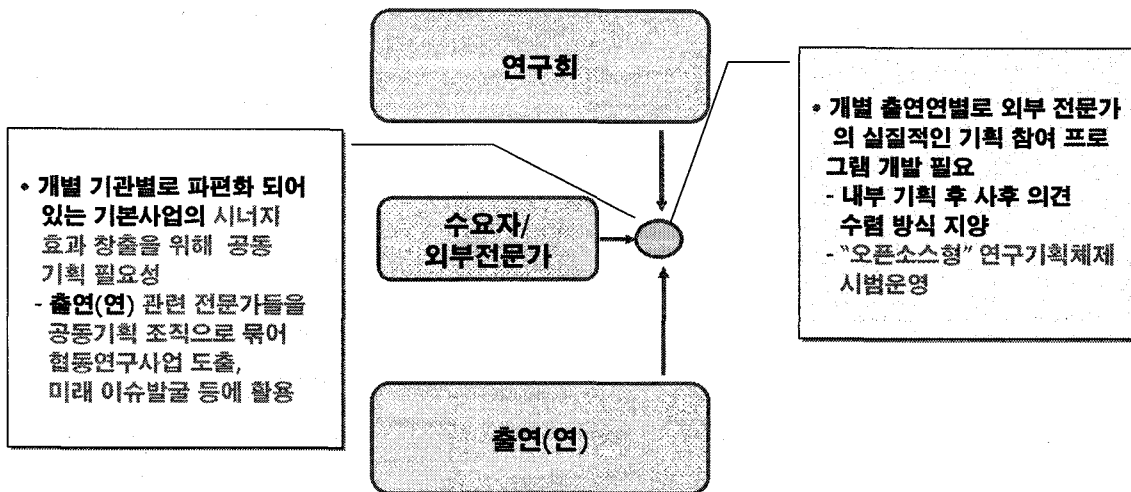 연구회
• 개별 기관별로 파편화 되어
있는 기본사업의 시너지
효과 창출을 위해 공동
기획 필요성
- 출연(연) 관련 전문가들을
공동기획 조직으로 묶어
협동연구사업 도출,
미래 이슈발굴 등에 활용
수요자/
외부전문가
• 개별 출연연별로 외부 전문가
의 실질적인 기획 참여 프로
그램 개발 필요
- 내부 기획 후 사후 의견
수렴 방식 지양
- “오픈소스형” 연구기획체제
시범운영
출연(연)